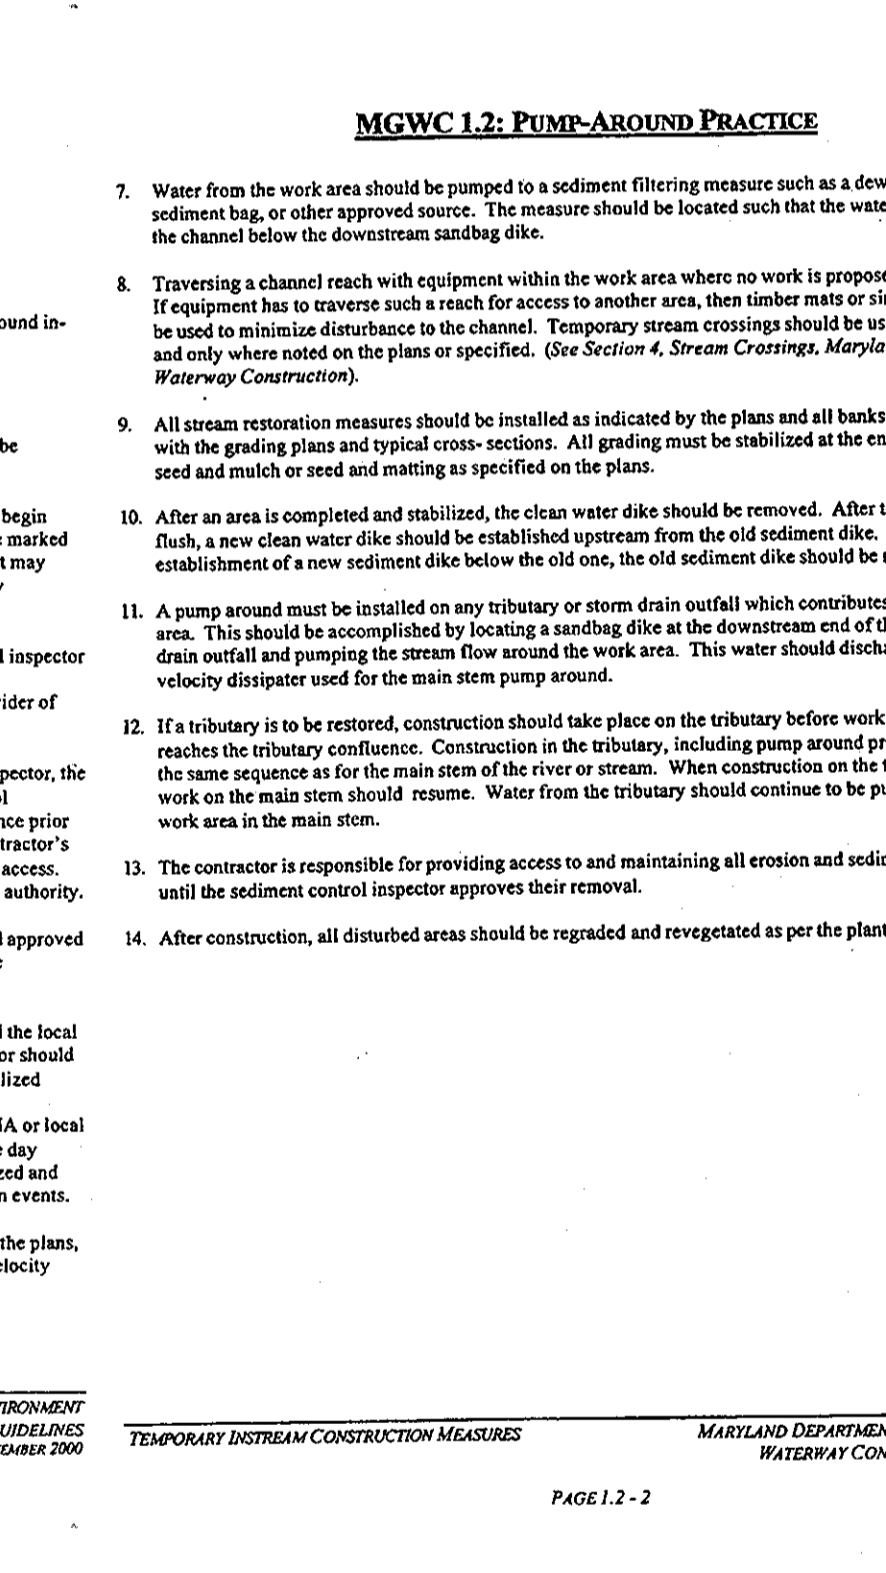 ound in-
be
begin
marked
t may
l inspector
ider of
pector, the
nce prior
tractor's
access.
authority.
approved
the local
or should
lized
or local
day
zed and
n events.
the plans,
elocity
IRONMENT
UIDELINES
EMBER 2000
MGWC 1.2: PUMP-AROUND PRACTICE
7. Water from the work area should be pumped to a sediment filtering measure such as a dew
sediment bag, or other approved source. The measure should be located such that the wate
the channel below the downstream sandbag dike.
8. Traversing a channel reach with equipment within the work area where no work is propose
If equipment has to traverse such a reach for access to another area, then timber mats or si
be used to minimize disturbance to the channel. Temporary stream crossings should be us
and only where noted on the plans or specified. (See Section 4, Stream Crossings, Maryla
Waterway Construction).
9. All stream restoration measures should be installed as indicated by the plans and all banks
with the grading plans and typical cross- sections. All grading must be stabilized at the en
seed and mulch or seed and matting as specified on the plans.
10. After an area is completed and stabilized, the clean water dike should be removed. After t
flush, a new clean water dike should be established upstream from the old sediment dike.
establishment of a new sediment dike below the old one, the old sediment dike should be
11. A pump around must be installed on any tributary or storm drain outfall which contributes
area. This should be accomplished by locating a sandbag dike at the downstream end of t
drain outfall and pumping the stream flow around the work area. This water should discha
velocity dissipater used for the main stem pump around.
12. If a tributary is to be restored, construction should take place on the tributary before work
reaches the tributary confluence. Construction in the tributary, including pump around pr
the same sequence as for the main stem of the river or stream. When construction on the
work on the main stem should resume. Water from the tributary should continue to be pu
work area in the main stem.
13. The contractor is responsible for providing access to and maintaining all erosion and sedi
until the sediment control inspector approves their removal.
14. After construction, all disturbed areas should be regraded and revegetated as per the plant
TEMPORARY INSTREAM CONSTRUCTION MEASURES
MARYLAND DEPARTMEN
WATERWAY CON
PAGE 1.2 - 2